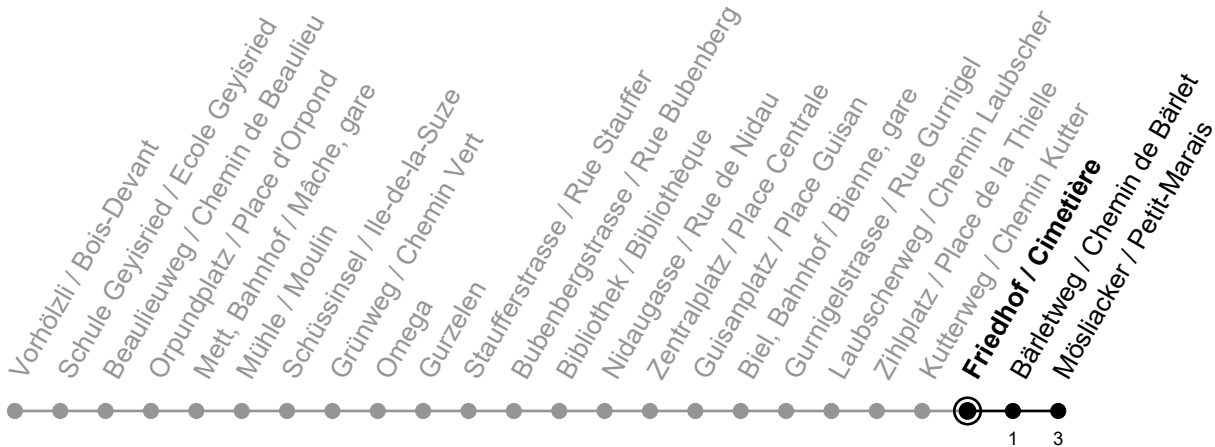 Vorhölzli / Bois-Devant
Schule Geyisried / Ecole Geyisried
Beaulieuweg / Chemin de Beaulieu
Orpundplatz / Place d'Orpond
Mett, Bahnhof / Mâche, gare
Mühle / Moulin
Schüssinsel / Ile-de-la-Suze
Grünweg / Chemin Vert
Omega
Gurzelen
Staufferstrasse / Rue Stauffer
Bubenbergstrasse / Rue Bubenberg
Bibliothek / Bibliothèque
Nidaugasse / Rue de Nidau
Zentralplatz / Place Centrale
Guisanplatz / Place Guisan
Biel, Bahnhof / Bienne, gare
Gurnigelstrasse / Rue Gurnigel
Laubscherweg / Chemin Laubscher
Zihlplatz / Place de la Thielle
Kutterweg / Chemin Kutter
Friedhof / Cimetière
Bärletweg / Chemin de Bärlet
Mösliacker / Petit-Marais
1
3